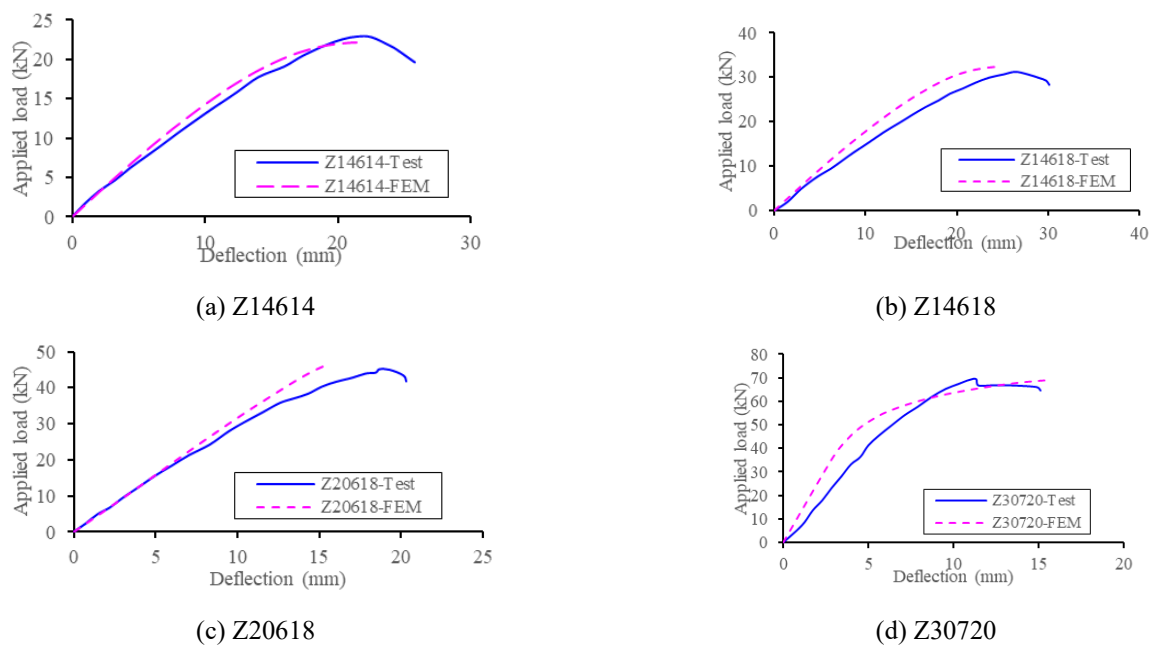 Applied load (kN)
25
20
15
10
5
0
Z14614-Test
Z14614-FEM
0 10 20 30
Deflection (mm)
(a) Z14614
Applied load (kN)
40
30
20
10
0
Z14618-Test
Z14618-FEM
0 10 20 30 40
Deflection (mm)
(b) Z14618
Applied load (kN)
50
40
30
20
10
0
Z20618-Test
Z20618-FEM
0 5 10 15 20 25
Deflection (mm)
(c) Z20618
Applied load (kN)
80
70
60
50
40
30
20
10
0
Z30720-Test
Z30720-FEM
0 5 10 15 20
Deflection (mm)
(d) Z30720